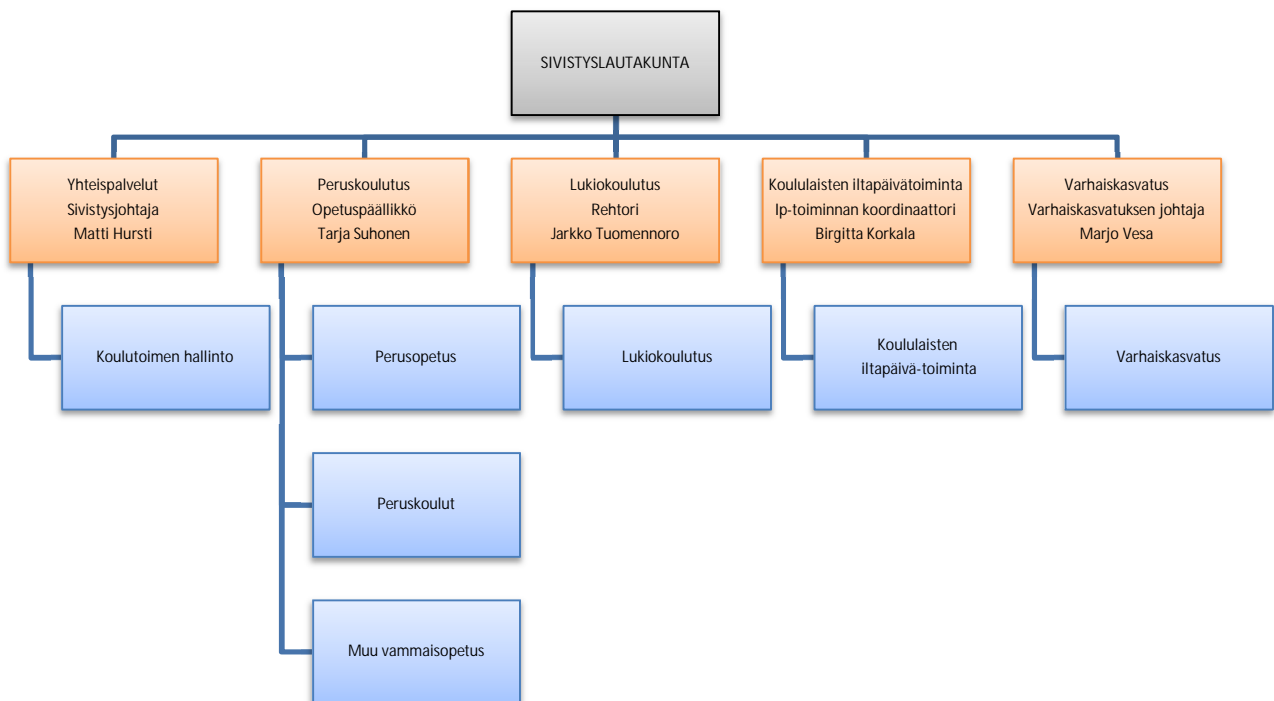 SIVISTYSLAUTAKUNTA
Yhteispalvelut
Sivistysjohtaja
Matti Hursti
Peruskoulutus
Opetuspäällikkö
Tarja Suhonen
Lukiokoulutus
Rehtori
Jarkko Tuomennoro
Koululaisten iltapäivätoiminta
Ip-toiminnan koordinaattori
Birgitta Korkala
Varhaiskasvatus
Varhaiskasvatuksen johtaja
Marjo Vesa
Koulutoimen hallinto
Perusopetus
Lukiokoulutus
Koululaisten
iltapäivä-toiminta
Varhaiskasvatus
Peruskoulut
Muu vammaisopetus